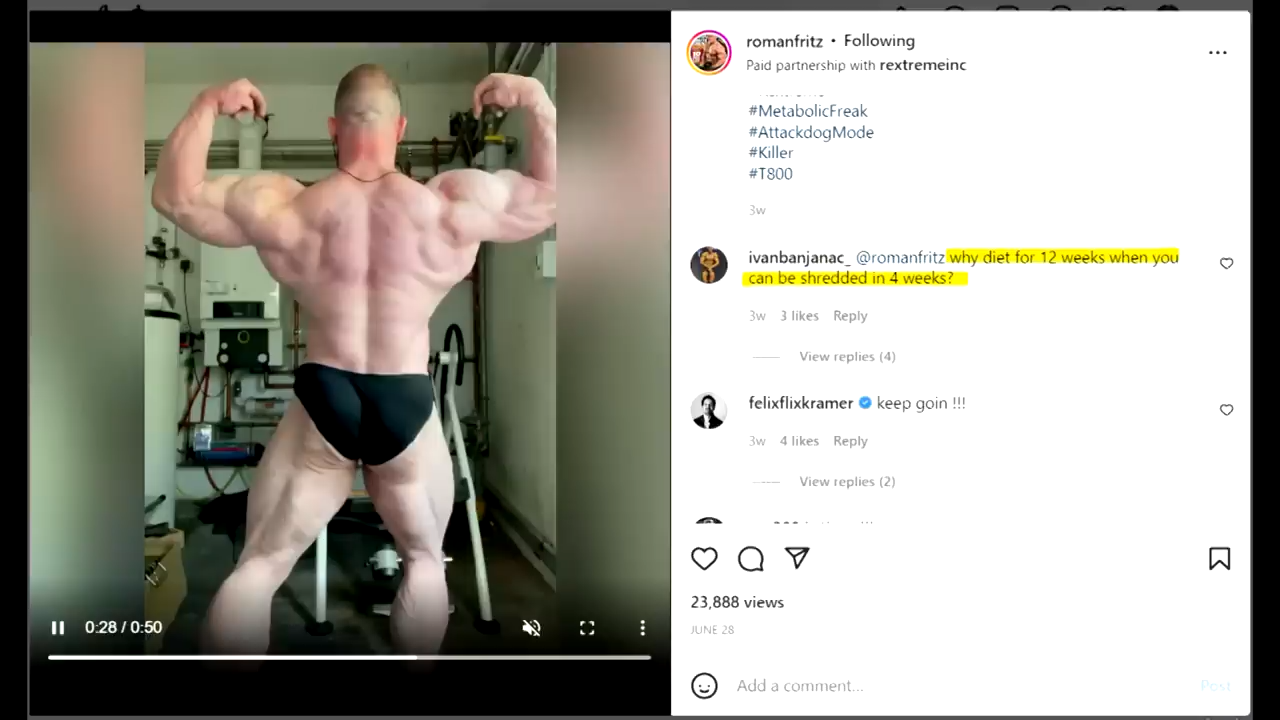 romanfritz • Following
Paid partnership with rextremeinc
#MetabolicFreak
#AttackdogMode
#Killer
#T800
3w
ivanbanjanac_ @romanfritz why diet for 12 weeks when you
can be shredded in 4 weeks?
3w 3 likes Reply
View replies (4)
felixflixkramer keep goin !!!
3w 4 likes Reply
View replies (2)
0:28 / 0:50
23,888 views
JUNE 28
Add a comment...
Post